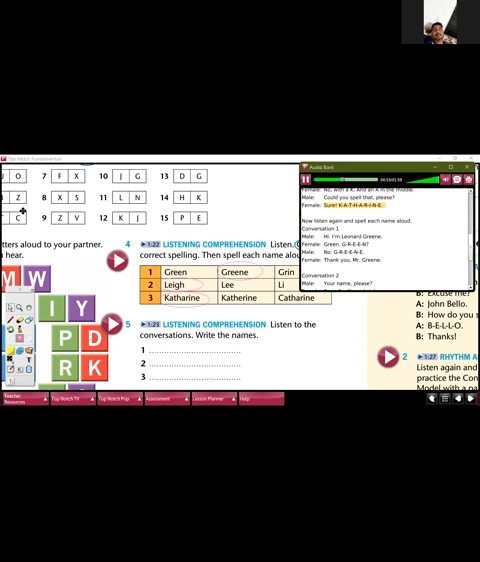 Top Notch Fundamentals
O 7 F X 10 J G 13 D G
Z 8 X S 11 L N 14 H K
C 9 Z V 12 K J 15 P E
tters aloud to your partner.
hear.
M W
I Y
P D
R K
4 1:22 LISTENING COMPREHENSION Listen.
correct spelling. Then spell each name alou
1 Green Greene Grin
2 Leigh Lee Li
3 Katharine Katherine Catharine
5 1:23 LISTENING COMPREHENSION Listen to the
conversations. Write the names.
1
2
3
Audio Bank
Female: No, with a K. And an A in the middle.
Male: Could you spell that, please?
Female: Sure! K-A-T-H-A-R-I-N-E.
Now listen again and spell each name aloud.
Conversation 1
Male: Hi. I'm Leonard Greene.
Female: Green. G-R-E-E-N?
Male: No. G-R-E-E-N-E.
Female: Thank you, Mr. Greene.
Conversation 2
Male: Your name, please?
B: Excuse me?
A: John Bello.
B: How do you s
A: B-E-L-L-O.
B: Thanks!
2 1:27 RHYTHM A
Listen again and
practice the Con
Model with a pa
Teacher
Resources
Top Notch TV
Top Notch Pop
Assessment
Lesson Planner
Help